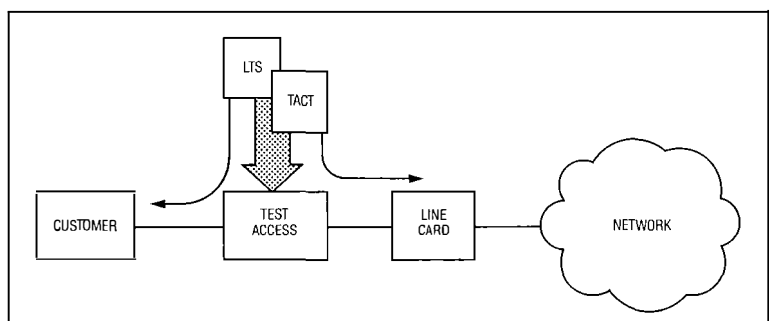 LTS
TACT
CUSTOMER
TEST
ACCESS
LINE
CARD
NETWORK